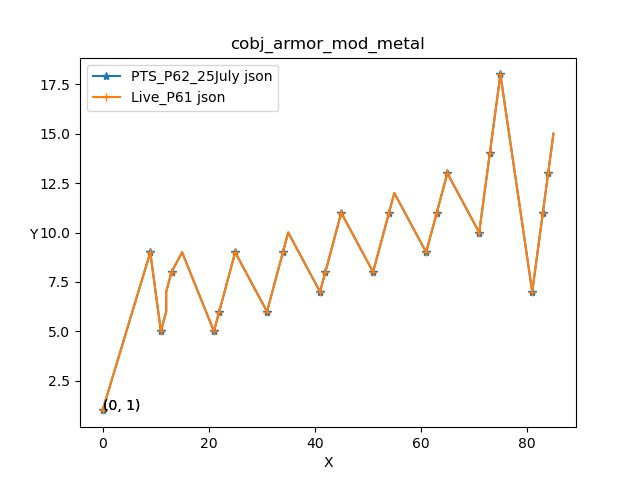 cobj_armor_mod_metal
PTS_P62_25July json
Live_P61 json
17.5
15.0
12.5
Y 10.0
7.5
5.0
2.5
(0, 1)
0 20 40 60 80
X